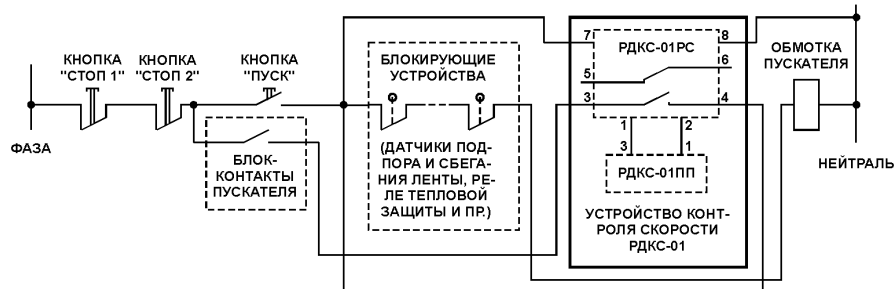 КНОПКА
"СТОП 1"
КНОПКА
"СТОП 2"
КНОПКА
"ПУСК"
БЛОКИРУЮЩИЕ
УСТРОЙСТВА
7
РДКС-01РС
8
5
6
3
4
1
2
3
1
РДКС-01ПП
ОБМОТКА
ПУСКАТЕЛЯ
ФАЗА
БЛОК-
КОНТАКТЫ
ПУСКАТЕЛЯ
(ДАТЧИКИ ПОД-
ПОРА И СБЕГА-
НИЯ ЛЕНТЫ, РЕ-
ЛЕ ТЕПЛОВОЙ
ЗАЩИТЫ И ПР.)
УСТРОЙСТВО КОНТ-
РОЛЯ СКОРОСТИ
РДКС-01
НЕЙТРАЛЬ